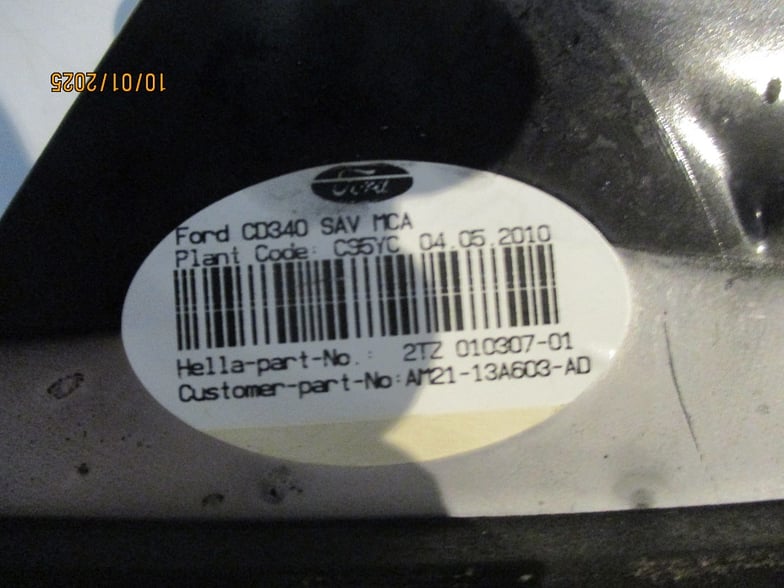 10/01/2025
Ford
Ford CD340 SAV MCA
Plant Code: C95YC 04.05.2010
Hella-part-No.: 2TZ 010307-01
Customer-part-No:AM21-13A603-AD